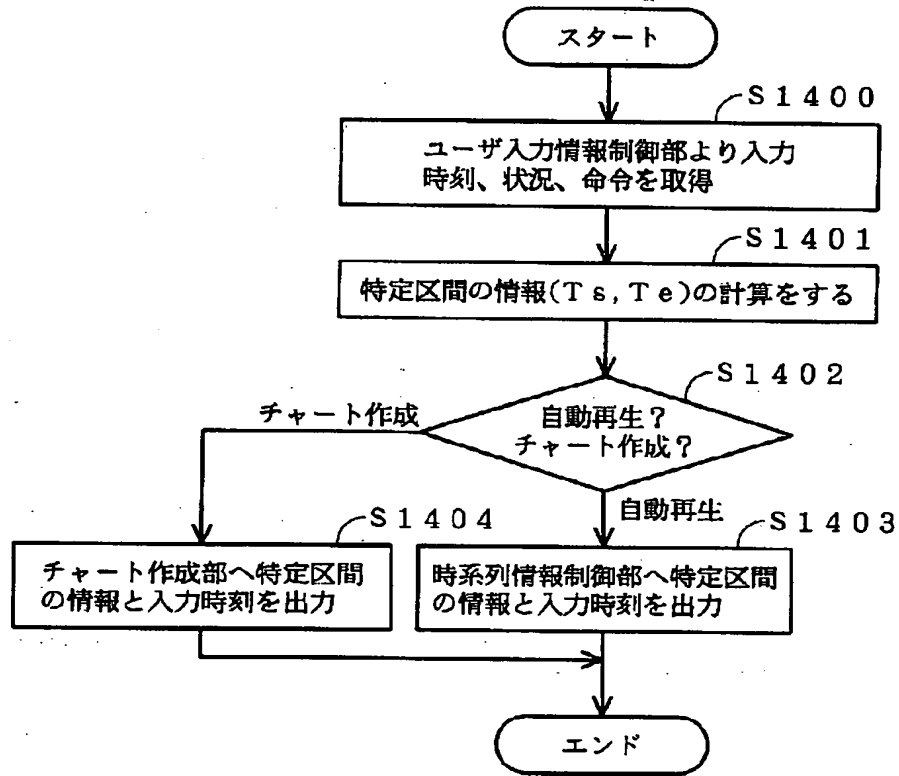 スタート
S1400
ユーザ入力情報制御部より入力
時刻、状況、命令を取得
S1401
特定区間の情報(Ts,Te)の計算をする
S1402
自動再生?
チャート作成?
チャート作成
自動再生
S1404
チャート作成部へ特定区間
の情報と入力時刻を出力
S1403
時系列情報制御部へ特定区間
の情報と入力時刻を出力
エンド